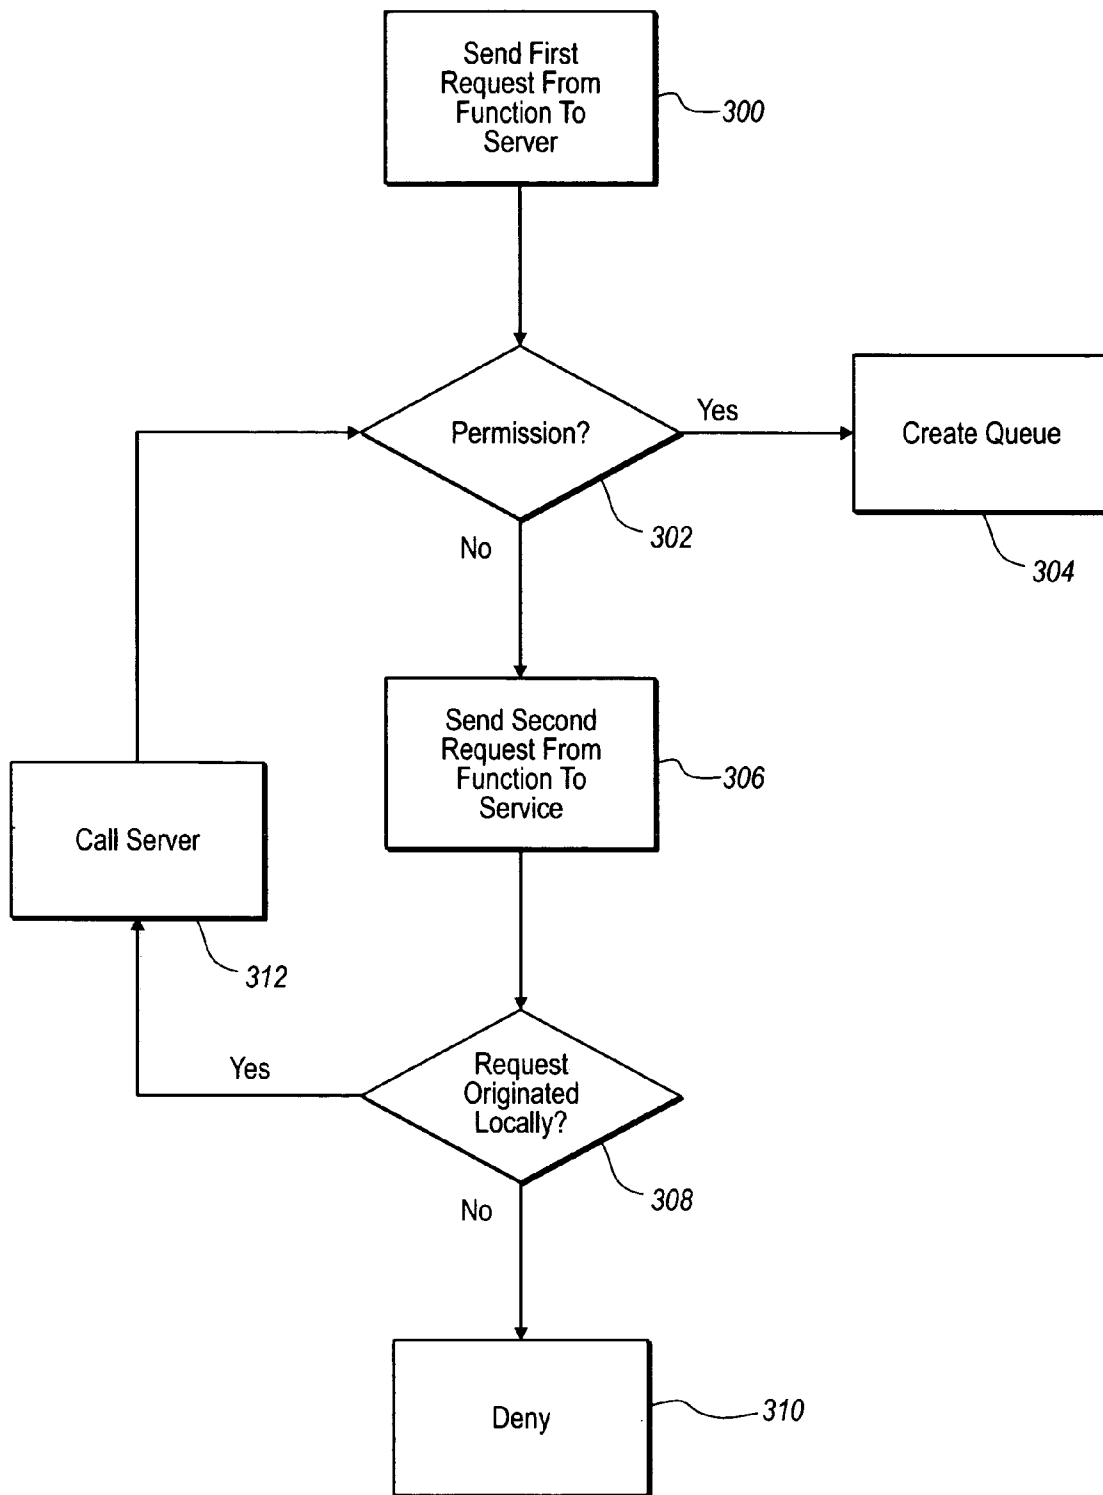 Send First
Request From
Function To
Server
300
Permission?
Yes
Create Queue
302
304
No
Send Second
Request From
Function To
Service
306
Call Server
312
Request
Originated
Locally?
Yes
308
No
Deny
310